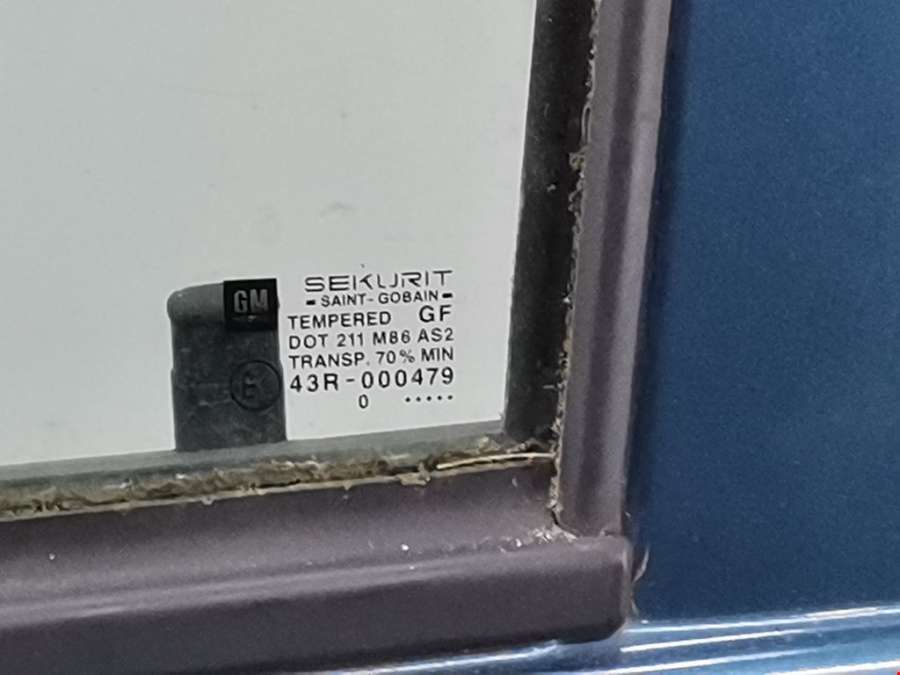 GM
SEKURIT
SAINT-GOBAIN
TEMPERED GF
DOT 211 M86 AS2
TRANSP. 70% MIN
43R-000479
0 •••••